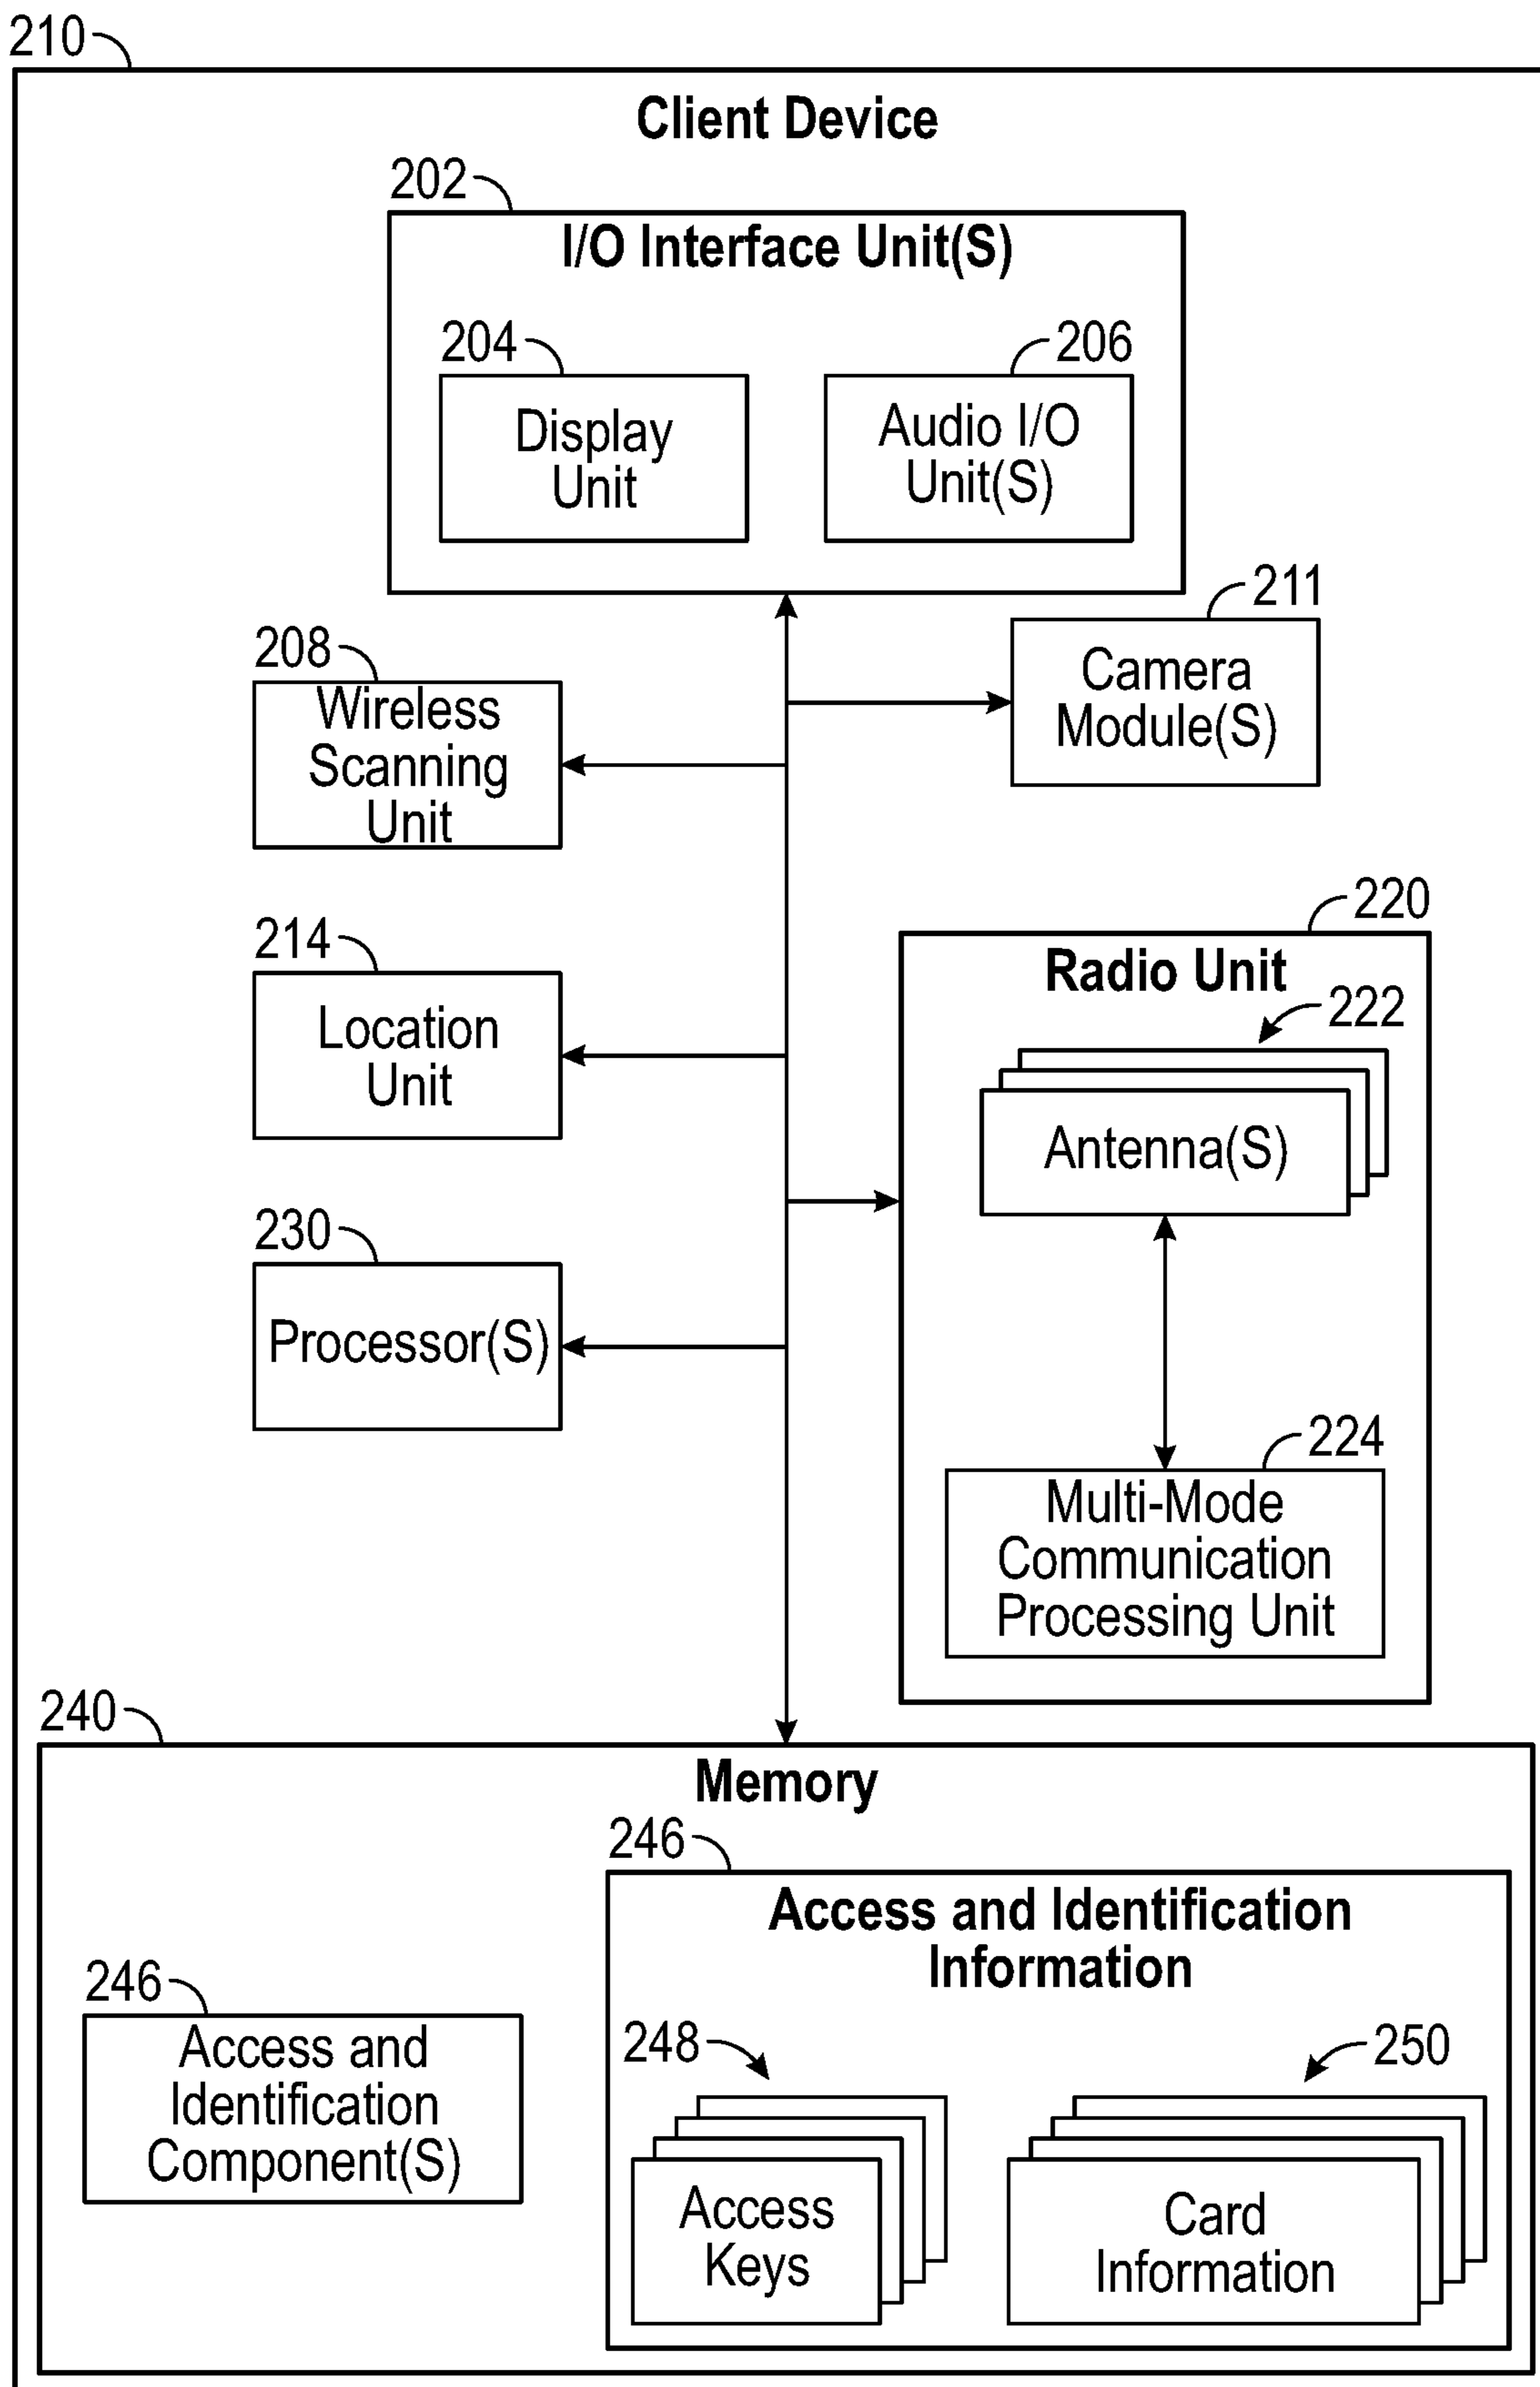 210
Client Device
202
I/O Interface Unit(S)
204
206
Display
Unit
Audio I/O
Unit(S)
211
Camera
Module(S)
208
Wireless
Scanning
Unit
220
Radio Unit
222
Antenna(S)
214
Location
Unit
230
Processor(S)
224
Multi-Mode
Communication
Processing Unit
240
Memory
246
Access and Identification
Information
246
Access and
Identification
Component(S)
248
Access
Keys
250
Card
Information